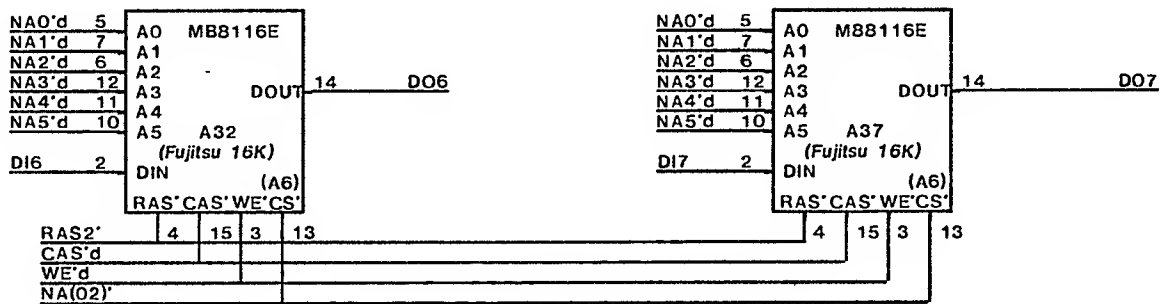 NA0'd 5 A0 MB8116E
NA1'd 7 A1
NA2'd 6 A2
NA3'd 12 A3 DOUT 14 DO6
NA4'd 11 A4
NA5'd 10 A5 A32
(Fujitsu 16K)
DI6 2 DIN
(A6)
RAS' CAS' WE' CS'
4 15 3 13
NA0'd 5 A0 M88116E
NA1'd 7 A1
NA2'd 6 A2
NA3'd 12 A3 DOUT 14 DO7
NA4'd 11 A4
NA5'd 10 A5 A37
(Fujitsu 16K)
DI7 2 DIN
(A6)
RAS' CAS' WE' CS'
4 15 3 13
RAS2'
CAS'd
WE'd
NA(02)'